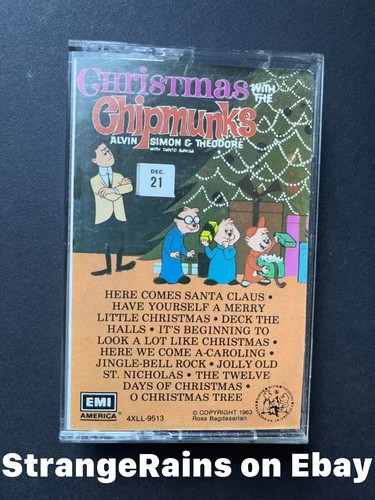 Christmas WITH THE
Chipmunks
ALVIN SIMON & THEODORE
WITH DAVID SEVILLE
DEC.
21
HERE COMES SANTA CLAUS •
HAVE YOURSELF A MERRY
LITTLE CHRISTMAS • DECK THE
HALLS • IT'S BEGINNING TO
LOOK A LOT LIKE CHRISTMAS •
HERE WE COME A-CAROLING •
JINGLE-BELL ROCK • JOLLY OLD
ST. NICHOLAS • THE TWELVE
DAYS OF CHRISTMAS •
O CHRISTMAS TREE
EMI
AMERICA
4XLL-9513
© COPYRIGHT 1963
Ross Bagdasarian
StrangeRains on Ebay